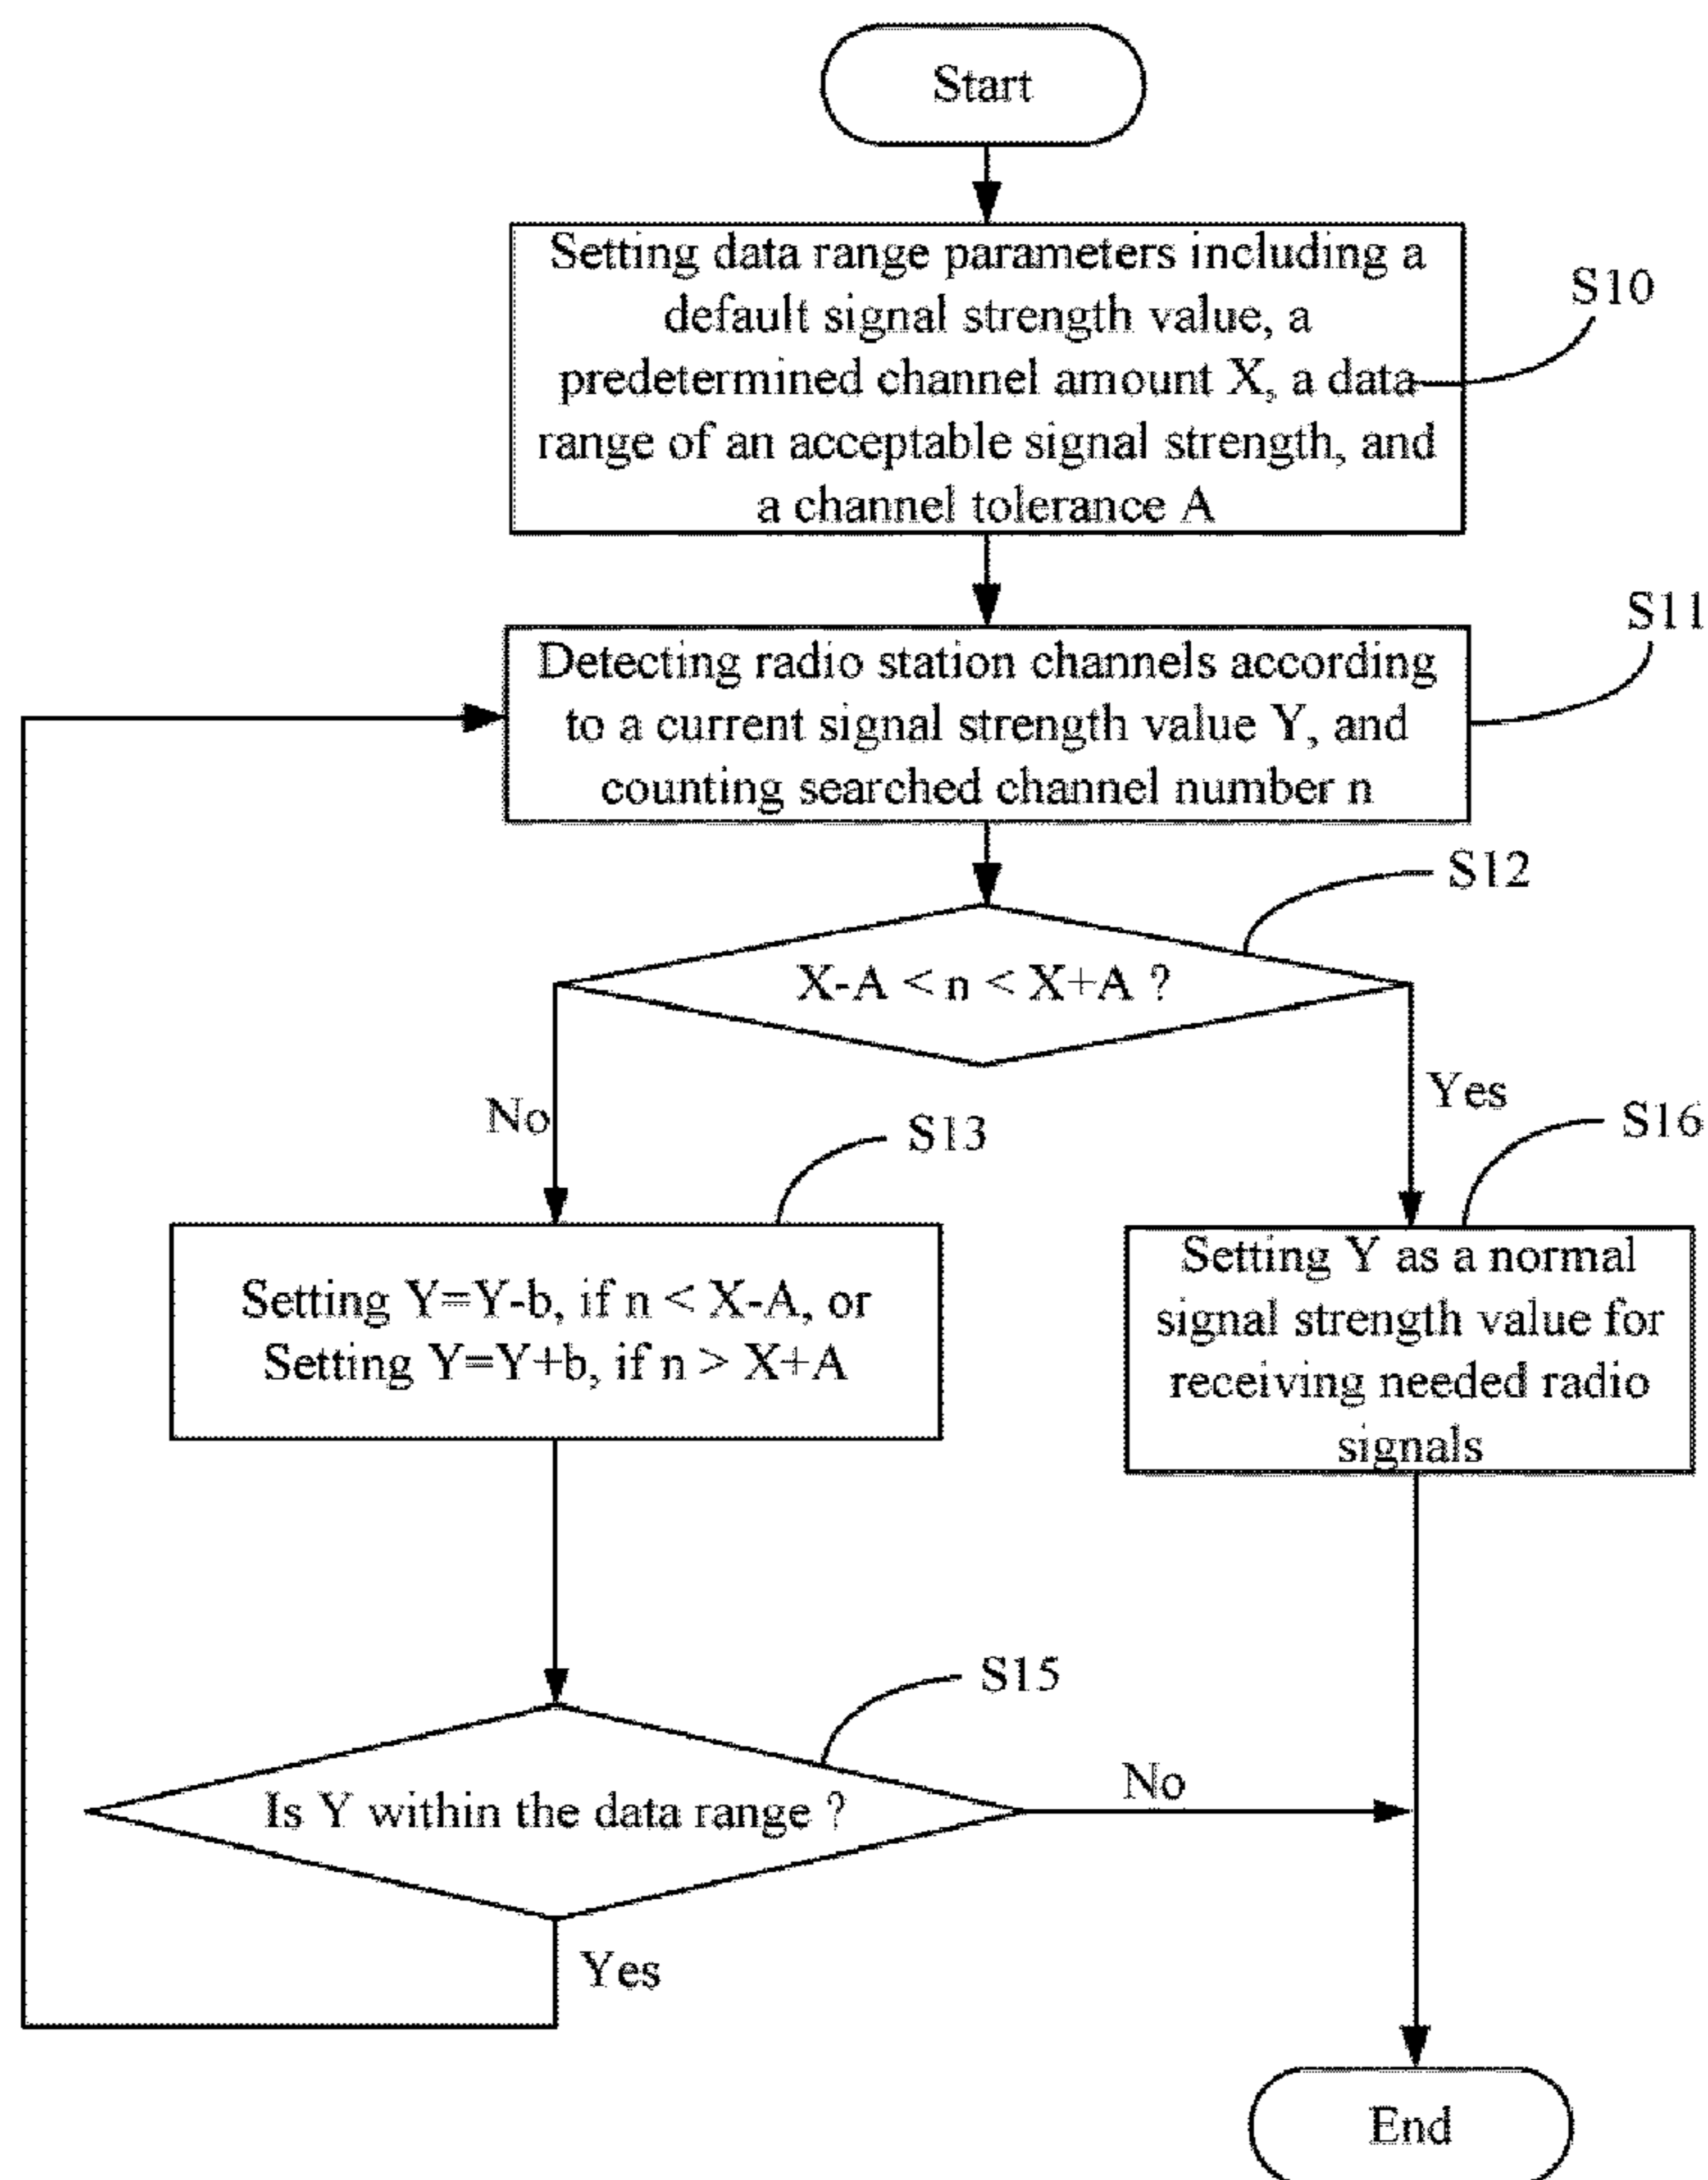 Start
Setting data range parameters including a
default signal strength value, a
predetermined channel amount X, a data
range of an acceptable signal strength, and
a channel tolerance A
S10
S11
Detecting radio station channels according
to a current signal strength value Y, and
counting searched channel number n
S12
X-A < n < X+A ?
No
Yes
S13
S16
Setting Y=Y-b, if n < X-A, or
Setting Y=Y+b, if n > X+A
Setting Y as a normal
signal strength value for
receiving needed radio
signals
S15
Is Y within the data range ?
No
Yes
End